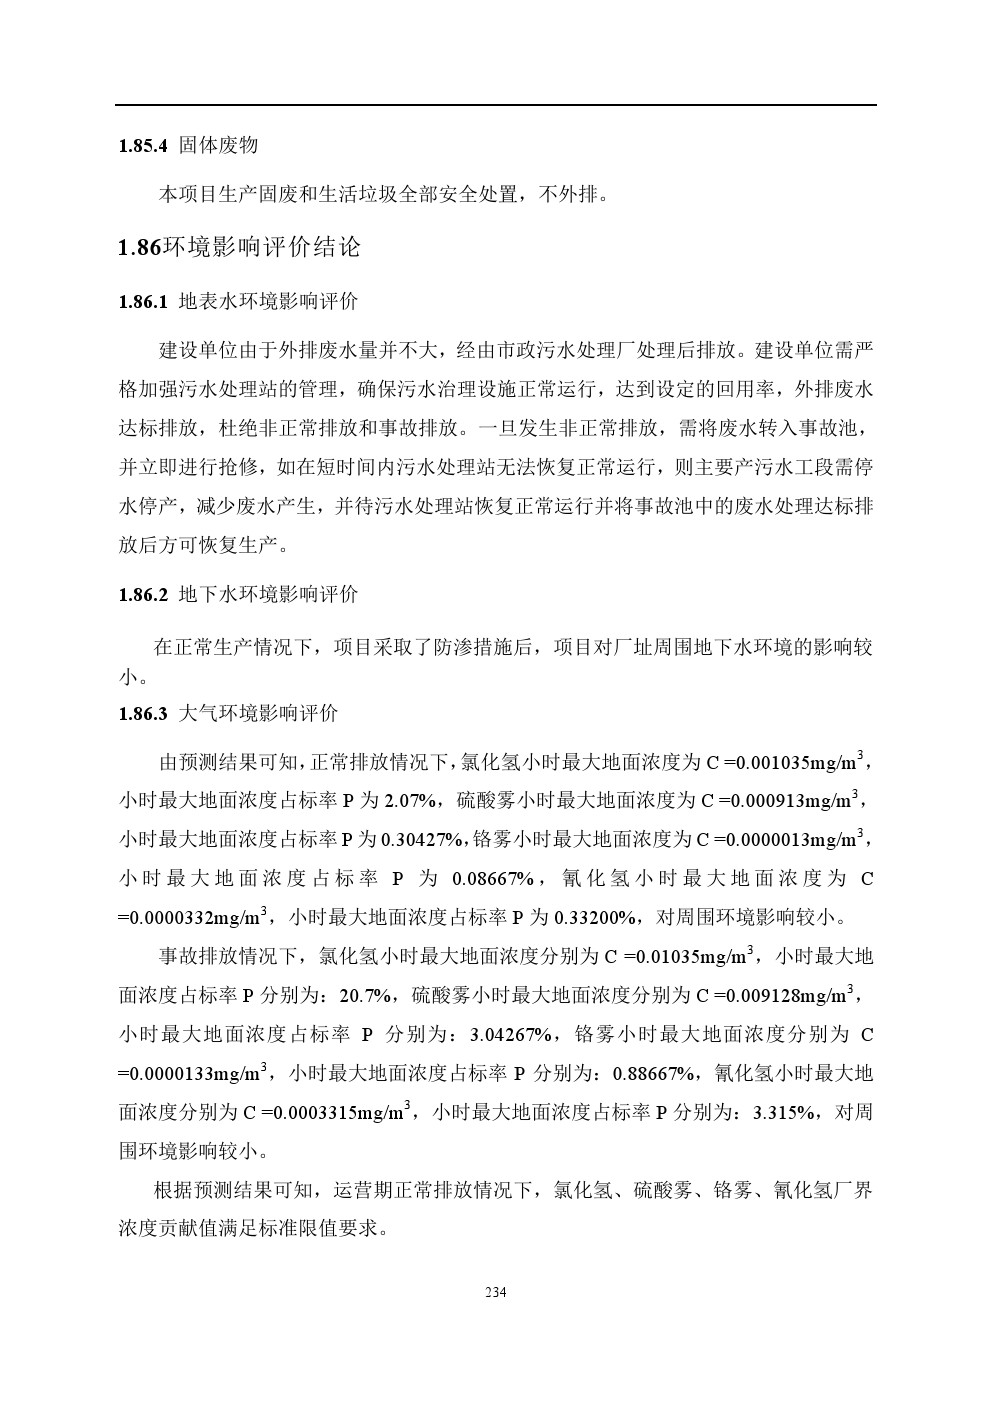 1.85.4 固体废物
本项目生产固废和生活垃圾全部安全处置，不外排。
1.86环境影响评价结论
1.86.1 地表水环境影响评价
建设单位由于外排废水量并不大，经由市政污水处理厂处理后排放。建设单位需严
格加强污水处理站的管理，确保污水治理设施正常运行，达到设定的回用率，外排废水
达标排放，杜绝非正常排放和事故排放。一旦发生非正常排放，需将废水转入事故池，
并立即进行抢修，如在短时间内污水处理站无法恢复正常运行，则主要产污水工段需停
水停产，减少废水产生，并待污水处理站恢复正常运行并将事故池中的废水处理达标排
放后方可恢复生产。
1.86.2 地下水环境影响评价
在正常生产情况下，项目采取了防渗措施后，项目对厂址周围地下水环境的影响较
小。
1.86.3 大气环境影响评价
由预测结果可知，正常排放情况下，氯化氢小时最大地面浓度为 C =0.001035mg/m³，
小时最大地面浓度占标率 P 为 2.07%，硫酸雾小时最大地面浓度为 C =0.000913mg/m³，
小时最大地面浓度占标率 P 为 0.30427%，铬雾小时最大地面浓度为 C =0.0000013mg/m³，
小时最大地面浓度占标率 P 为 0.08667%，氰化氢小时最大地面浓度为 C
=0.0000332mg/m³，小时最大地面浓度占标率 P 为 0.33200%，对周围环境影响较小。
事故排放情况下，氯化氢小时最大地面浓度分别为 C =0.01035mg/m³，小时最大地
面浓度占标率 P 分别为：20.7%，硫酸雾小时最大地面浓度分别为 C =0.009128mg/m³，
小时最大地面浓度占标率 P 分别为：3.04267%，铬雾小时最大地面浓度分别为 C
=0.0000133mg/m³，小时最大地面浓度占标率 P 分别为：0.88667%，氰化氢小时最大地
面浓度分别为 C =0.0003315mg/m³，小时最大地面浓度占标率 P 分别为：3.315%，对周
围环境影响较小。
根据预测结果可知，运营期正常排放情况下，氯化氢、硫酸雾、铬雾、氰化氢厂界
浓度贡献值满足标准限值要求。
234